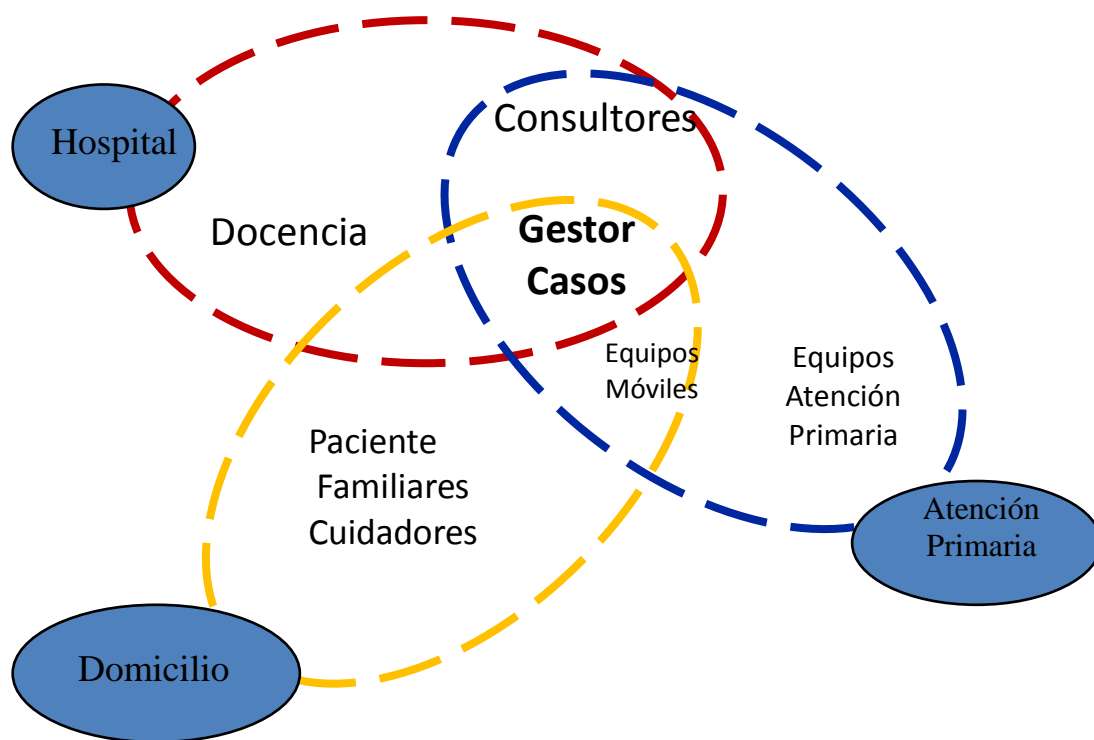 Hospital
Consultores
Docencia
Gestor
Casos
Equipos
Móviles
Equipos
Atención
Primaria
Paciente
Familiares
Cuidadores
Atención
Primaria
Domicilio